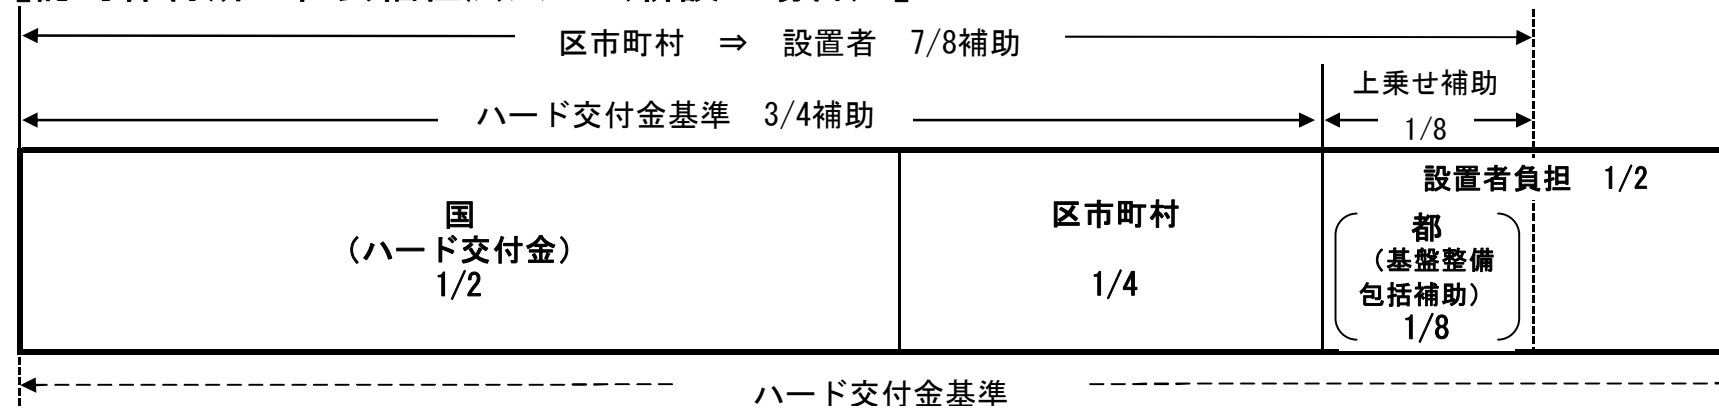 区市町村 ⇒ 設置者 7/8補助
上乗せ補助
1/8
ハード交付金基準 3/4補助
国
(ハード交付金)
1/2
区市町村
1/4
設置者負担 1/2
都
(基盤整備
包括補助)
1/8
ハード交付金基準